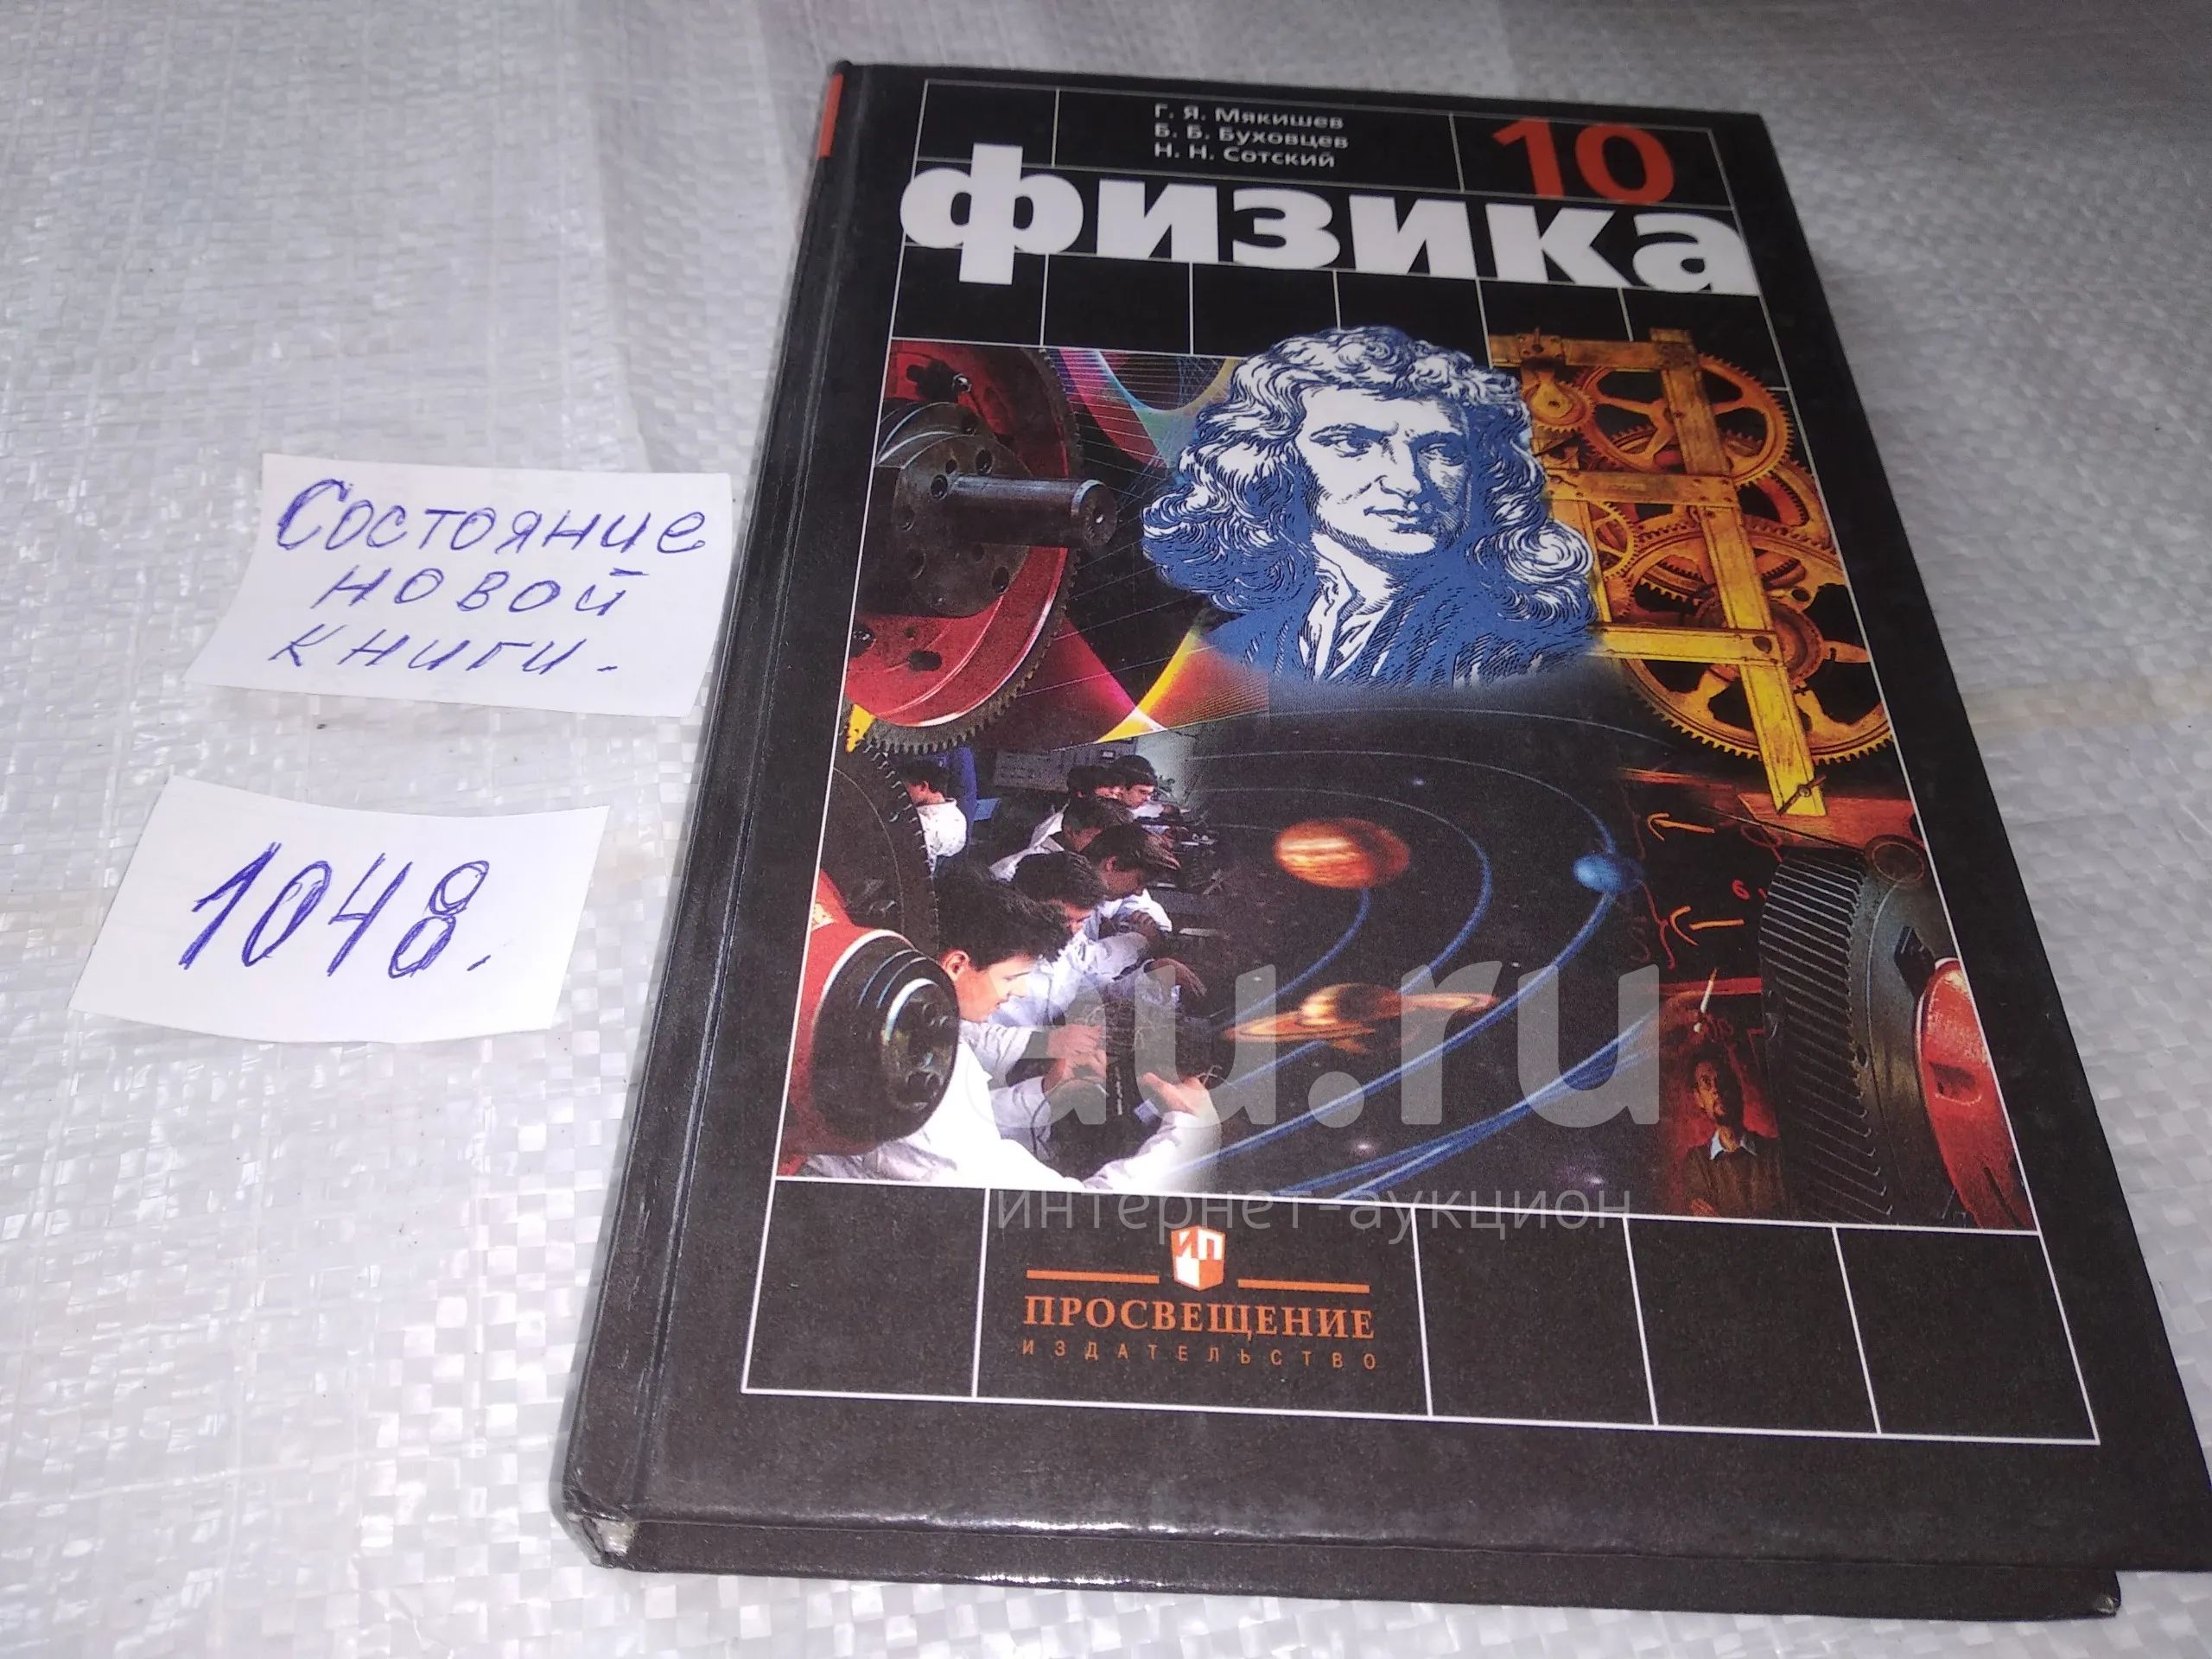 Г. Я. Мякишев
Б. Б. Буховцев
Н. Н. Сотский
10
физика
Состояние
новой
книги.
1048.
au.ru
интернет-аукцион
ИП
ПРОСВЕЩЕНИЕ
ИЗДАТЕЛЬСТВО